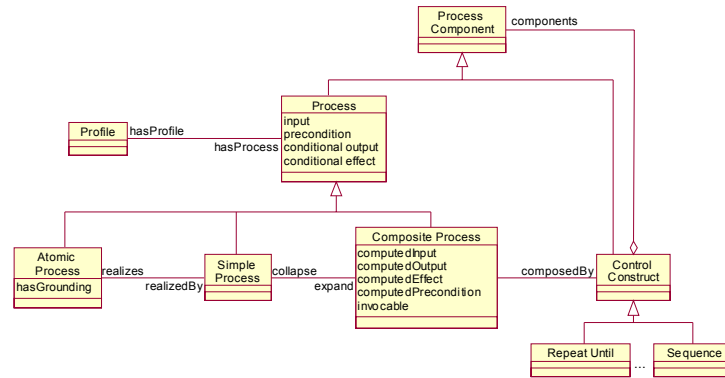 Process
Component
components
Process
input
precondition
conditional output
conditional effect
Profile
hasProfile
hasProcess
Atomic
Process
hasGrounding
realizes
realizedBy
Simple
Process
collapse
expand
Composite Process
computedInput
computedOutput
computedEffect
computedPrecondition
invocable
composedBy
Control
Construct
Repeat Until
...
Sequence